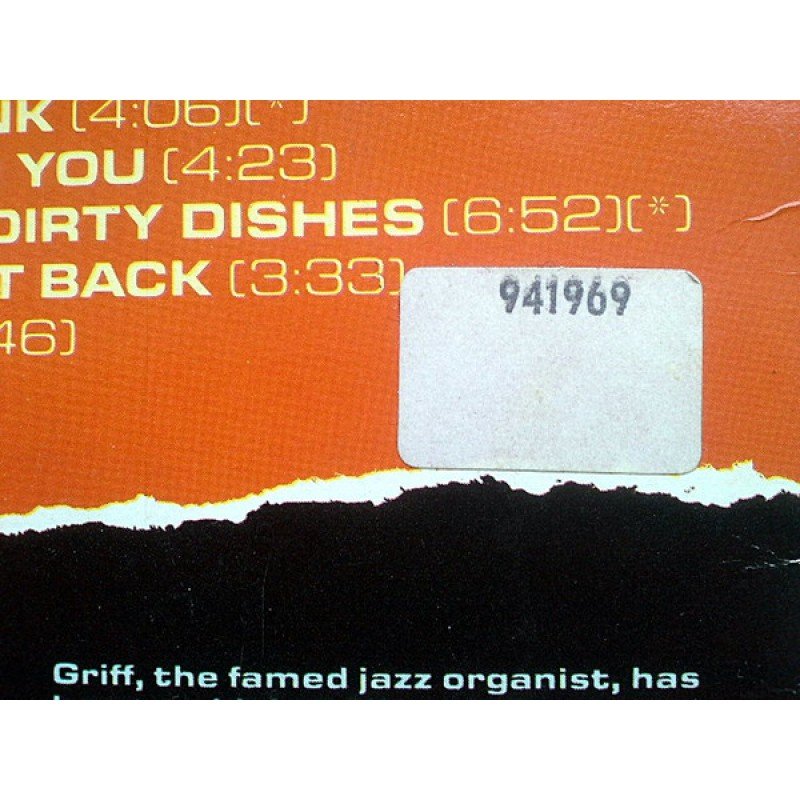 NK (4:06)(*)
YOU (4:23)
DIRTY DISHES (6:52)(*)
T BACK (3:33)
46)
941969
Griff, the famed jazz organist, has